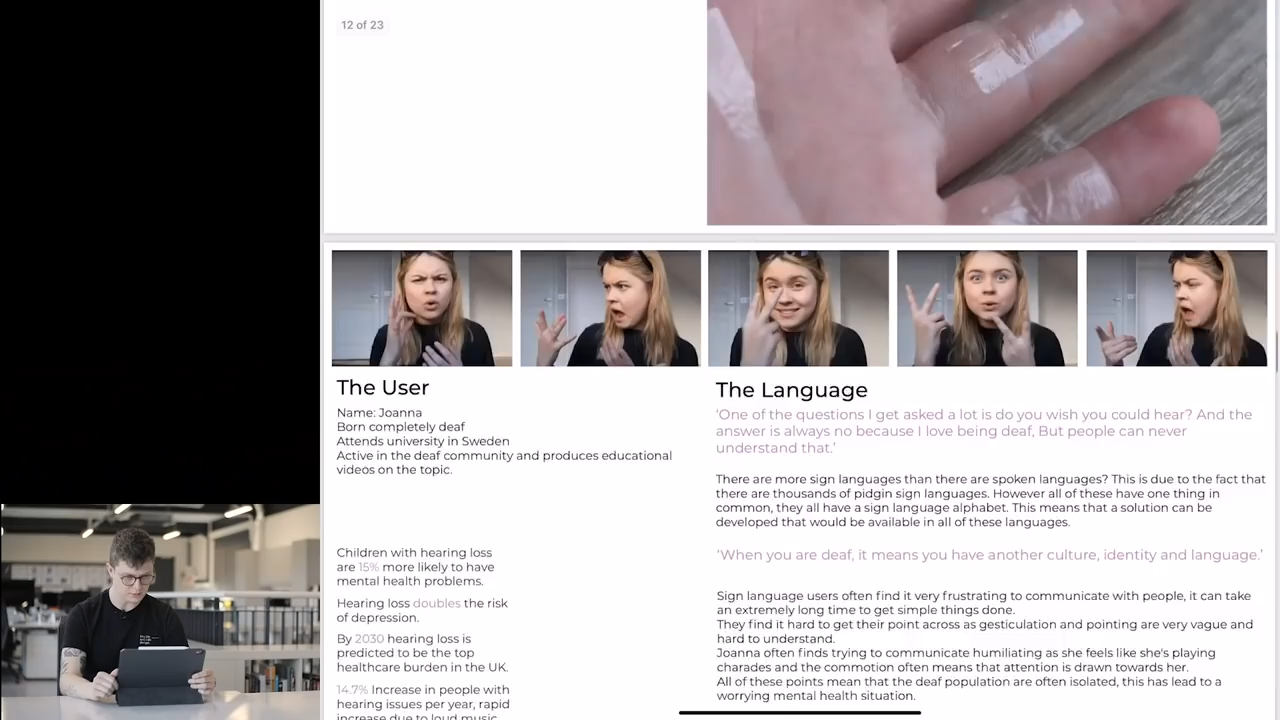 12 of 23
The User
Name: Joanna
Born completely deaf
Attends university in Sweden
Active in the deaf community and produces educational
videos on the topic.
Children with hearing loss
are 15% more likely to have
mental health problems.
Hearing loss doubles the risk
of depression.
By 2030 hearing loss is
predicted to be the top
healthcare burden in the UK.
14.7% Increase in people with
hearing issues per year, rapid
increase due to loud music
The Language
‘One of the questions I get asked a lot is do you wish you could hear? And the
answer is always no because I love being deaf, But people can never
understand that.’
There are more sign languages than there are spoken languages? This is due to the fact that
there are thousands of pidgin sign languages. However all of these have one thing in
common, they all have a sign language alphabet. This means that a solution can be
developed that would be available in all of these languages.
‘When you are deaf, it means you have another culture, identity and language.’
Sign language users often find it very frustrating to communicate with people, it can take
an extremely long time to get simple things done.
They find it hard to get their point across as gesticulation and pointing are very vague and
hard to understand.
Joanna often finds trying to communicate humiliating as she feels like she's playing
charades and the commotion often means that attention is drawn towards her.
All of these points mean that the deaf population are often isolated, this has lead to a
worrying mental health situation.